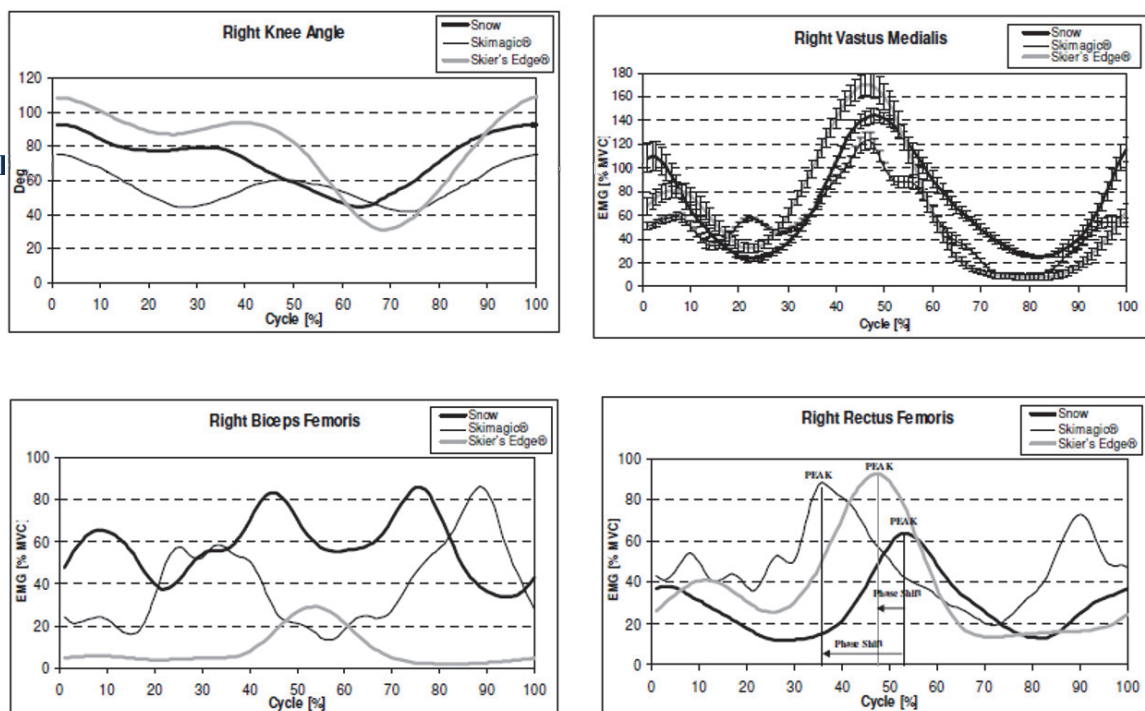 Right Knee Angle
Snow
Skimagic®
Skier's Edge®
120
100
80
60
40
20
0
Deg
0 10 20 30 40 50 60 70 80 90 100
Cycle [%]
Right Vastus Medialis
Snow
Skimagic®
Skier's Edge®
180
160
140
120
100
80
60
40
20
0
EMG [% MVC]
0 10 20 30 40 50 60 70 80 90 100
Cycle [%]
Right Biceps Femoris
Snow
Skimagic®
Skier's Edge®
100
80
60
40
20
0
EMG [% MVC]
0 10 20 30 40 50 60 70 80 90 100
Cycle [%]
Right Rectus Femoris
Snow
Skimagic®
Skier's Edge®
100
80
60
40
20
0
EMG [% MVC]
PEAK
PEAK
PEAK
Phase Shift
Phase Shift
0 10 20 30 40 50 60 70 80 90 100
Cycle [%]